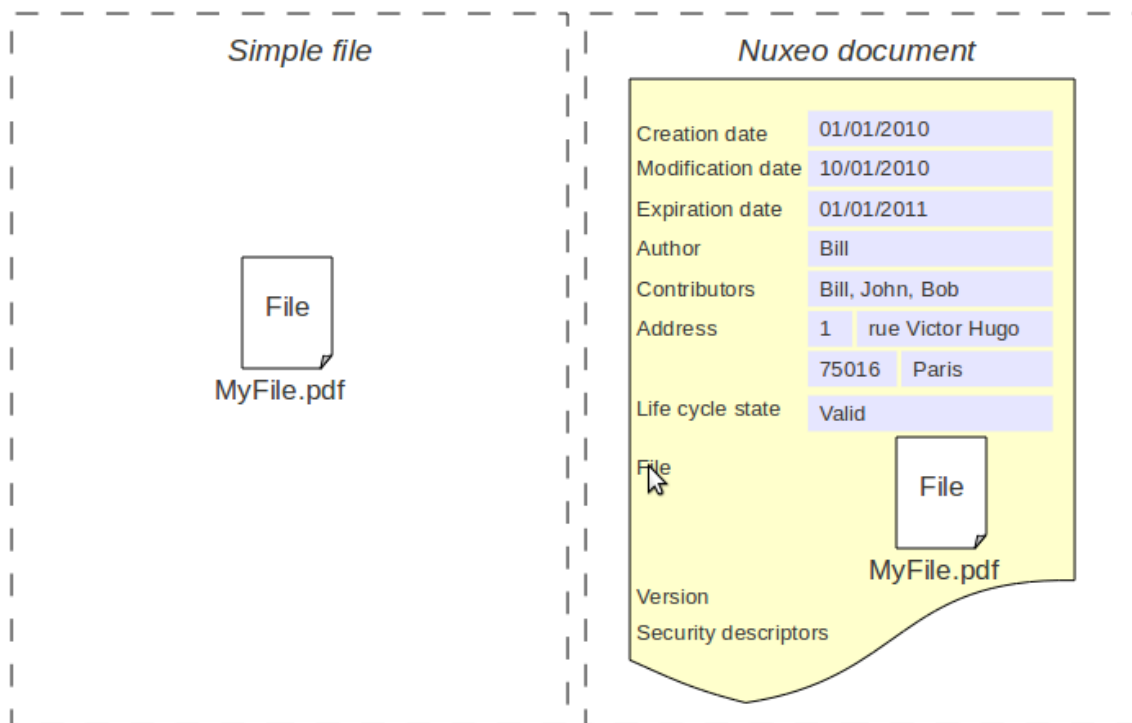 Simple file
File
MyFile.pdf
Nuxeo document
Creation date 01/01/2010
Modification date 10/01/2010
Expiration date 01/01/2011
Author Bill
Contributors Bill, John, Bob
Address 1 rue Victor Hugo
75016 Paris
Life cycle state Valid
File
File
MyFile.pdf
Version
Security descriptors